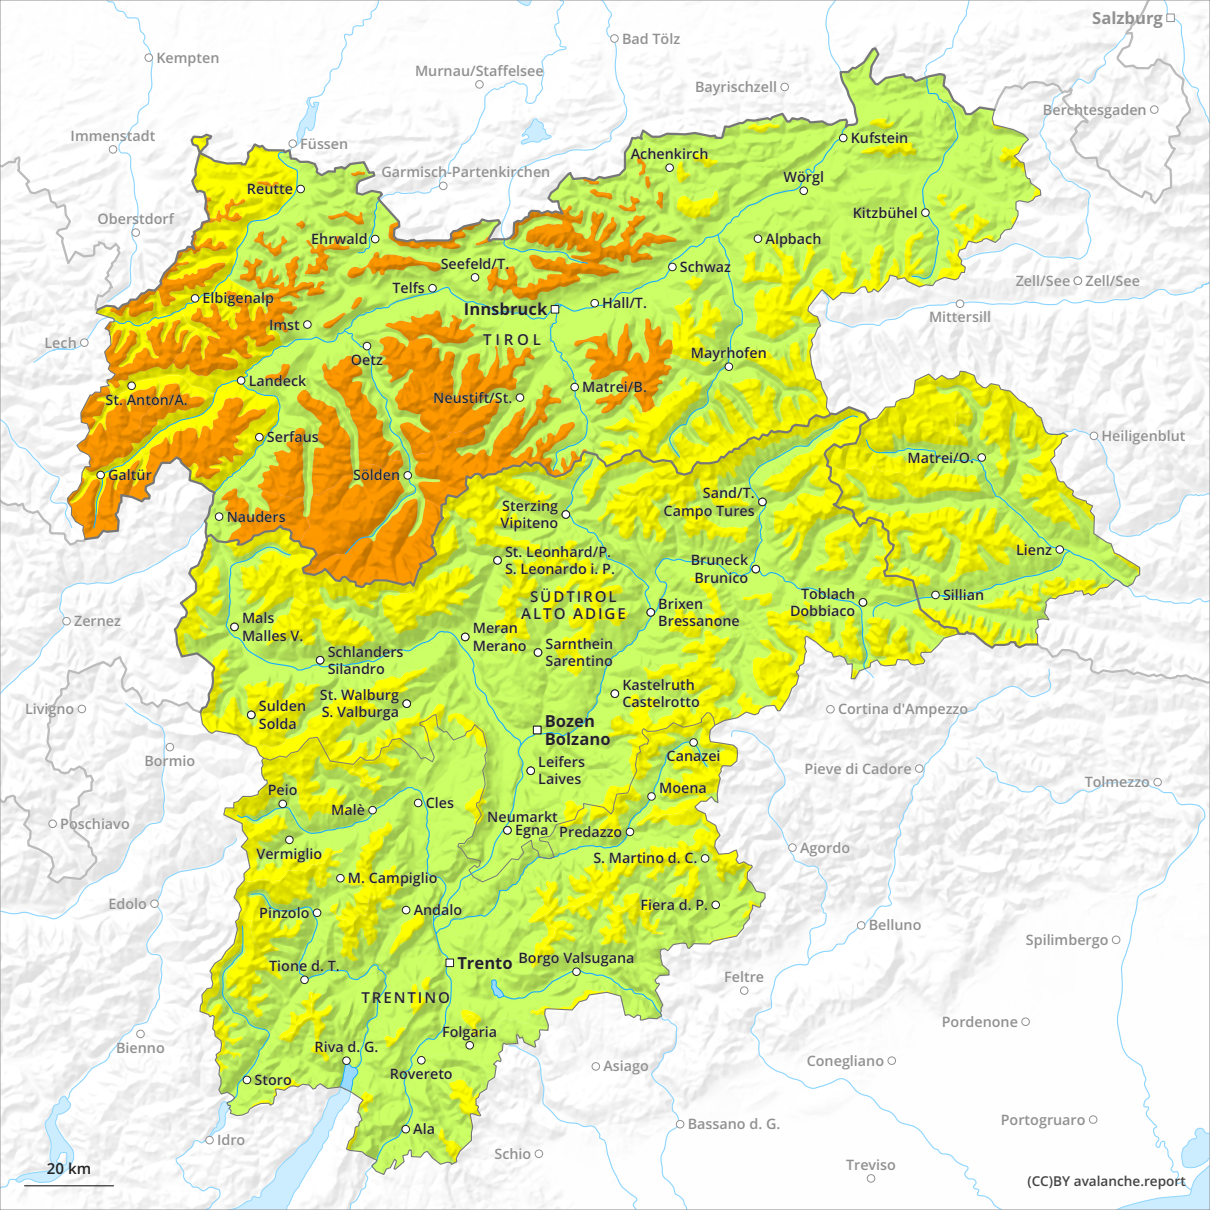 Salzburg
Bad Tölz
Kempten
Murnau/Staffelsee
Bayrischzell
Berchtesgaden
Immenstadt
Füssen
Kufstein
Achenkirch
Garmisch-Partenkirchen
Wörgl
Reutte
Oberstdorf
Kitzbühel
Ehrwald
Alpbach
Seefeld/T.
Schwaz
Zell/See
Zell/See
Telfs
Elbigenalp
Innsbruck
Hall/T.
Mittersill
Imst
TIROL
Lech
Oetz
Mayrhofen
Landeck
Matrei/B.
St. Anton/A.
Neustift/St.
Serfaus
Heiligenblut
Matrei/O.
Galtür
Sölden
Sand/T.
Campo Tures
Sterzing
Vipiteno
Nauders
Lienz
St. Leonhard/P.
S. Leonardo i. P.
Bruneck
Brunico
SÜDTIROL
ALTO ADIGE
Toblach
Dobbiaco
Sillian
Brixen
Bressanone
Mals
Malles V.
Zernez
Meran
Merano
Sarnthein
Sarentino
Schlanders
Silandro
Kastelruth
Castelrotto
St. Walburg
S. Valburga
Sulden
Solda
Livigno
Cortina d'Ampezzo
Bozen
Bolzano
Canazei
Bormio
Leifers
Laives
Pieve di Cadore
Tolmezzo
Peio
Moena
Malè
Cles
Poschiavo
Neumarkt
Egna
Predazzo
Vermiglio
Agordo
S. Martino d. C.
M. Campiglio
Edolo
Pinzolo
Andalo
Fiera d. P.
Belluno
Spilimbergo
Trento
Borgo Valsugana
Tione d. T.
Feltre
TRENTINO
Pordenone
Folgaria
Bienno
Riva d. G.
Conegliano
Asiago
Rovereto
Storo
Portogruaro
Bassano d. G.
Ala
Idro
Schio
Treviso
20 km
(CC)BY avalanche.report